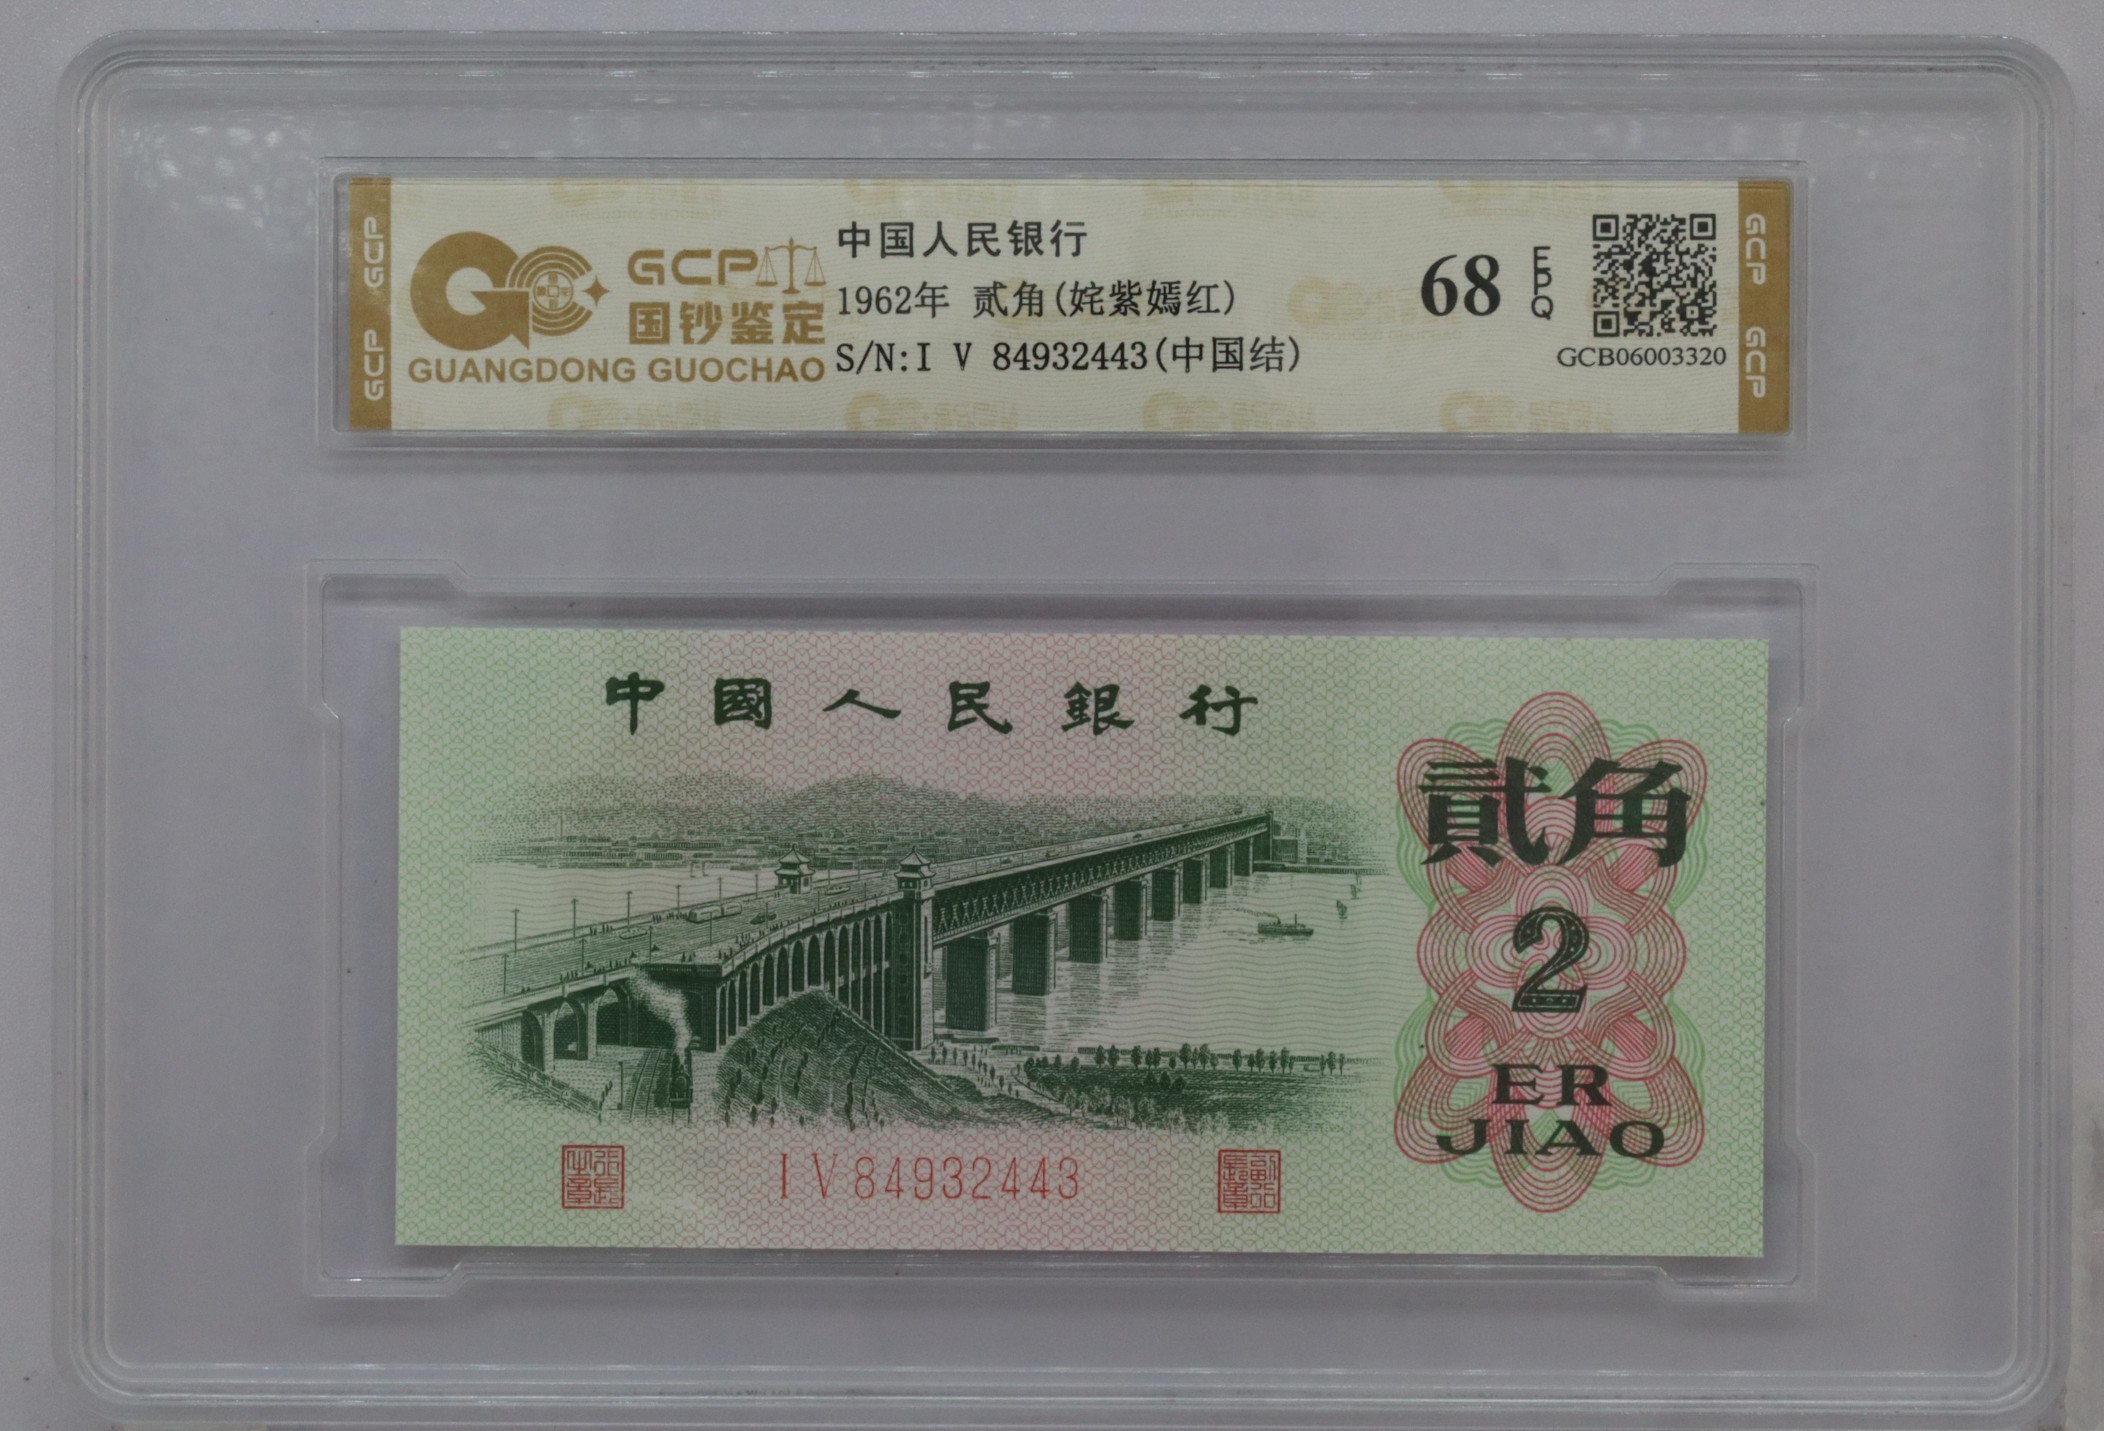 GCP GCP
GCP
国钞鉴定
GUANGDONG GUOCHAO
中国人民银行
1962年 贰角(姹紫嫣红)
S/N:I V 84932443(中国结)
68
EPQ
GCB06003320
GCP GCP
中國人民銀行
貳角
2
ER
JIAO
I V 84932443